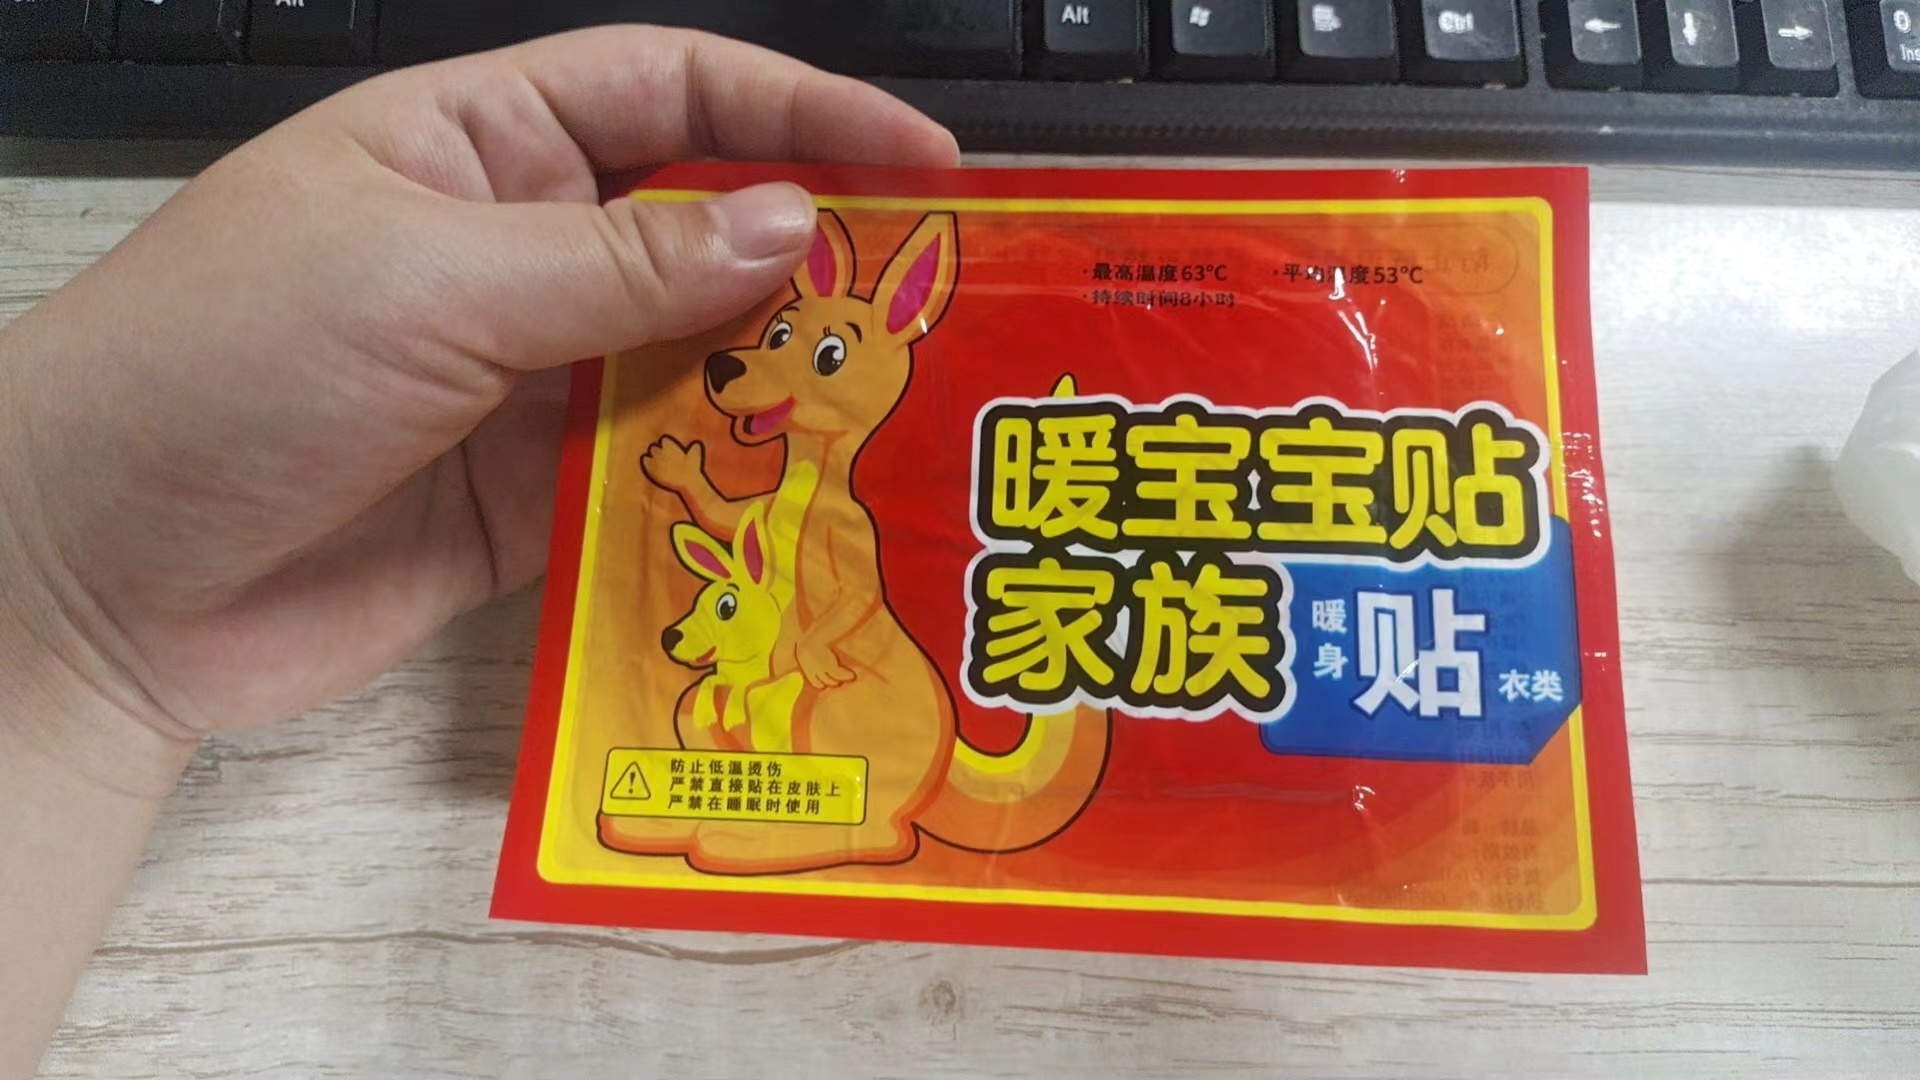 Alt
Alt
Ctrl
Ins
·最高温度63℃ ·平均温度53℃
·持续时间8小时
暖宝宝贴
家族
暖身 贴 衣类
防止低温烫伤
严禁直接贴在皮肤上
严禁在睡眠时使用